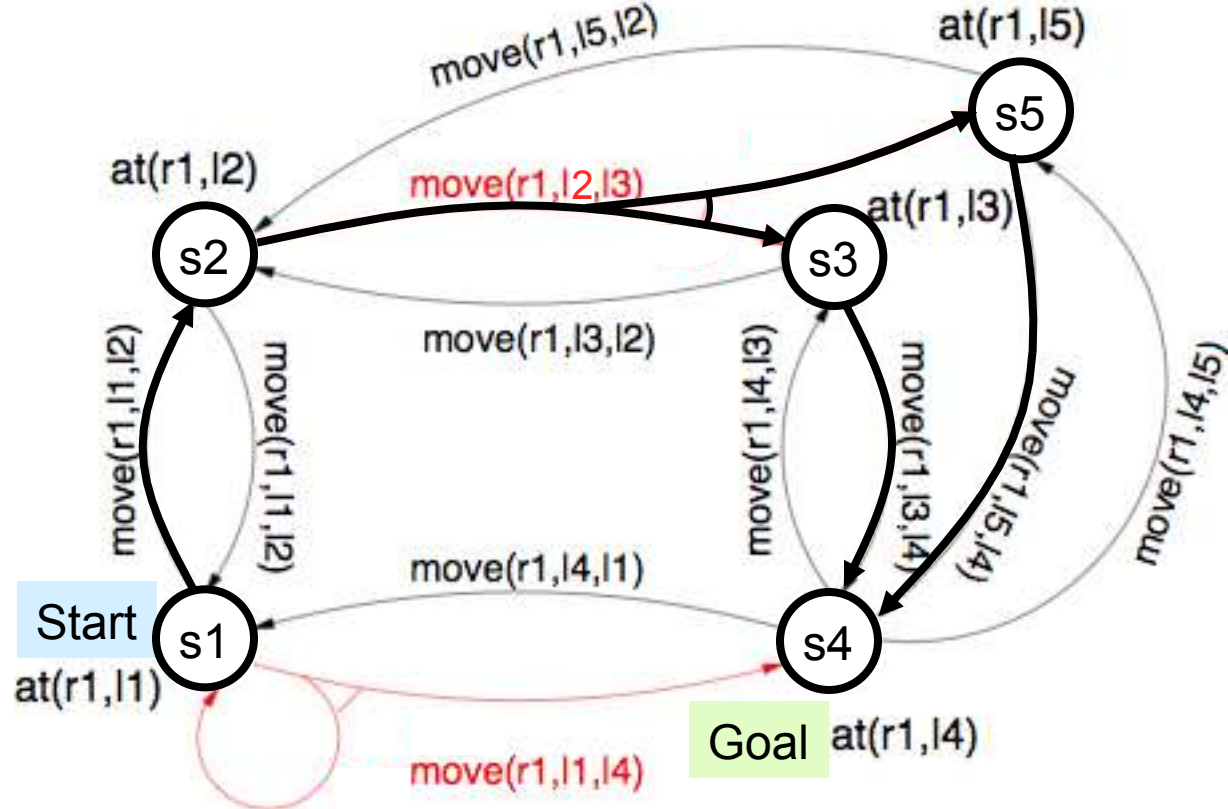 move(r1,l5,l2)
at(r1,l5)
s5
at(r1,l2)
move(r1,l2,l3)
at(r1,l3)
s2
s3
move(r1,l3,l2)
move(r1,l1,l2)
move(r1,l1,l2)
move(r1,l4,l3)
move(r1,l3,l4)
move(r1,l5,l4)
move(r1,l4,l5)
move(r1,l4,l1)
Start
s1
s4
at(r1,l1)
Goal
at(r1,l4)
move(r1,l1,l4)